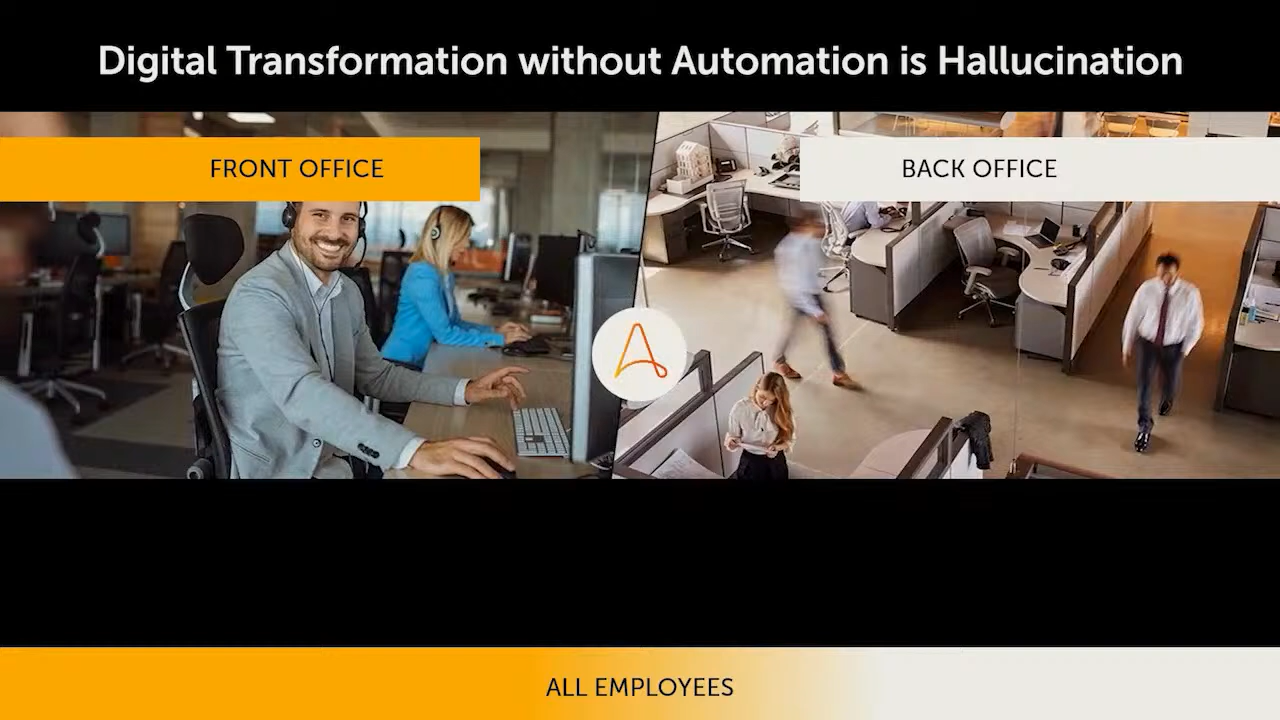 Digital Transformation without Automation is Hallucination
FRONT OFFICE
BACK OFFICE
ALL EMPLOYEES